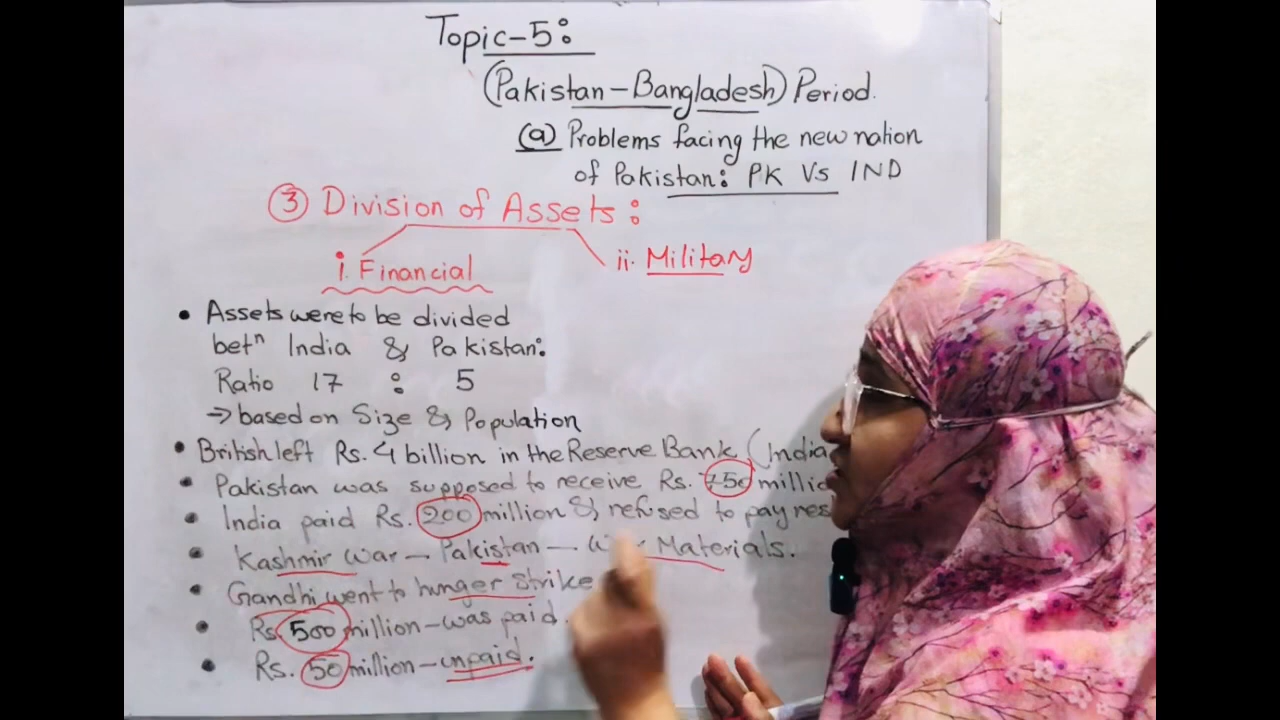 Topic-5:
(Pakistan-Bangladesh) Period.
(a) Problems facing the new nation
of Pakistan: PK Vs IND
③ Division of Assets:
i. Financial
ii. Military
• Assets were to be divided
betⁿ India & Pakistan:
Ratio 17 : 5
→ based on Size & Population
• British left Rs. 4 billion in the Reserve Bank (India
• Pakistan was supposed to receive Rs. 750
• India paid Rs. 200 million & refused to pay
• Kashmir War - Pakistan - Materials.
• Gandhi went to hunger strike
• Rs. 500 million - was paid.
• Rs. 50 million - unpaid.